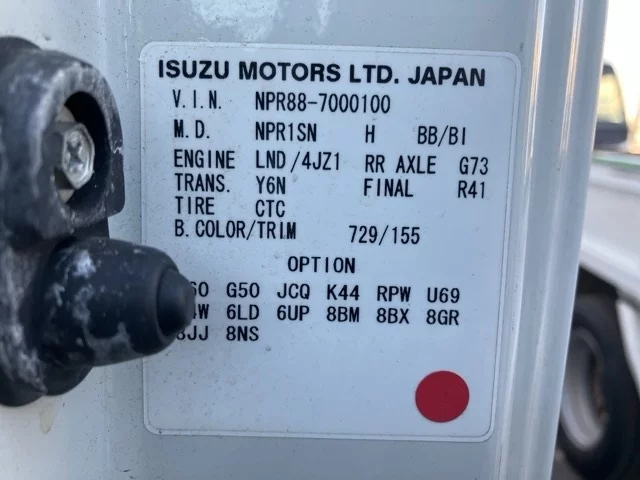 ISUZU MOTORS LTD. JAPAN
V.I.N. NPR88-7000100
M.D. NPR1SN H BB/BI
ENGINE LND/4JZ1 RR AXLE G73
TRANS. Y6N FINAL R41
TIRE CTC
B.COLOR/TRIM 729/155
OPTION
G50 JCQ K44 RPW U69
6LD 6UP 8BM 8BX 8GR
8JJ 8NS